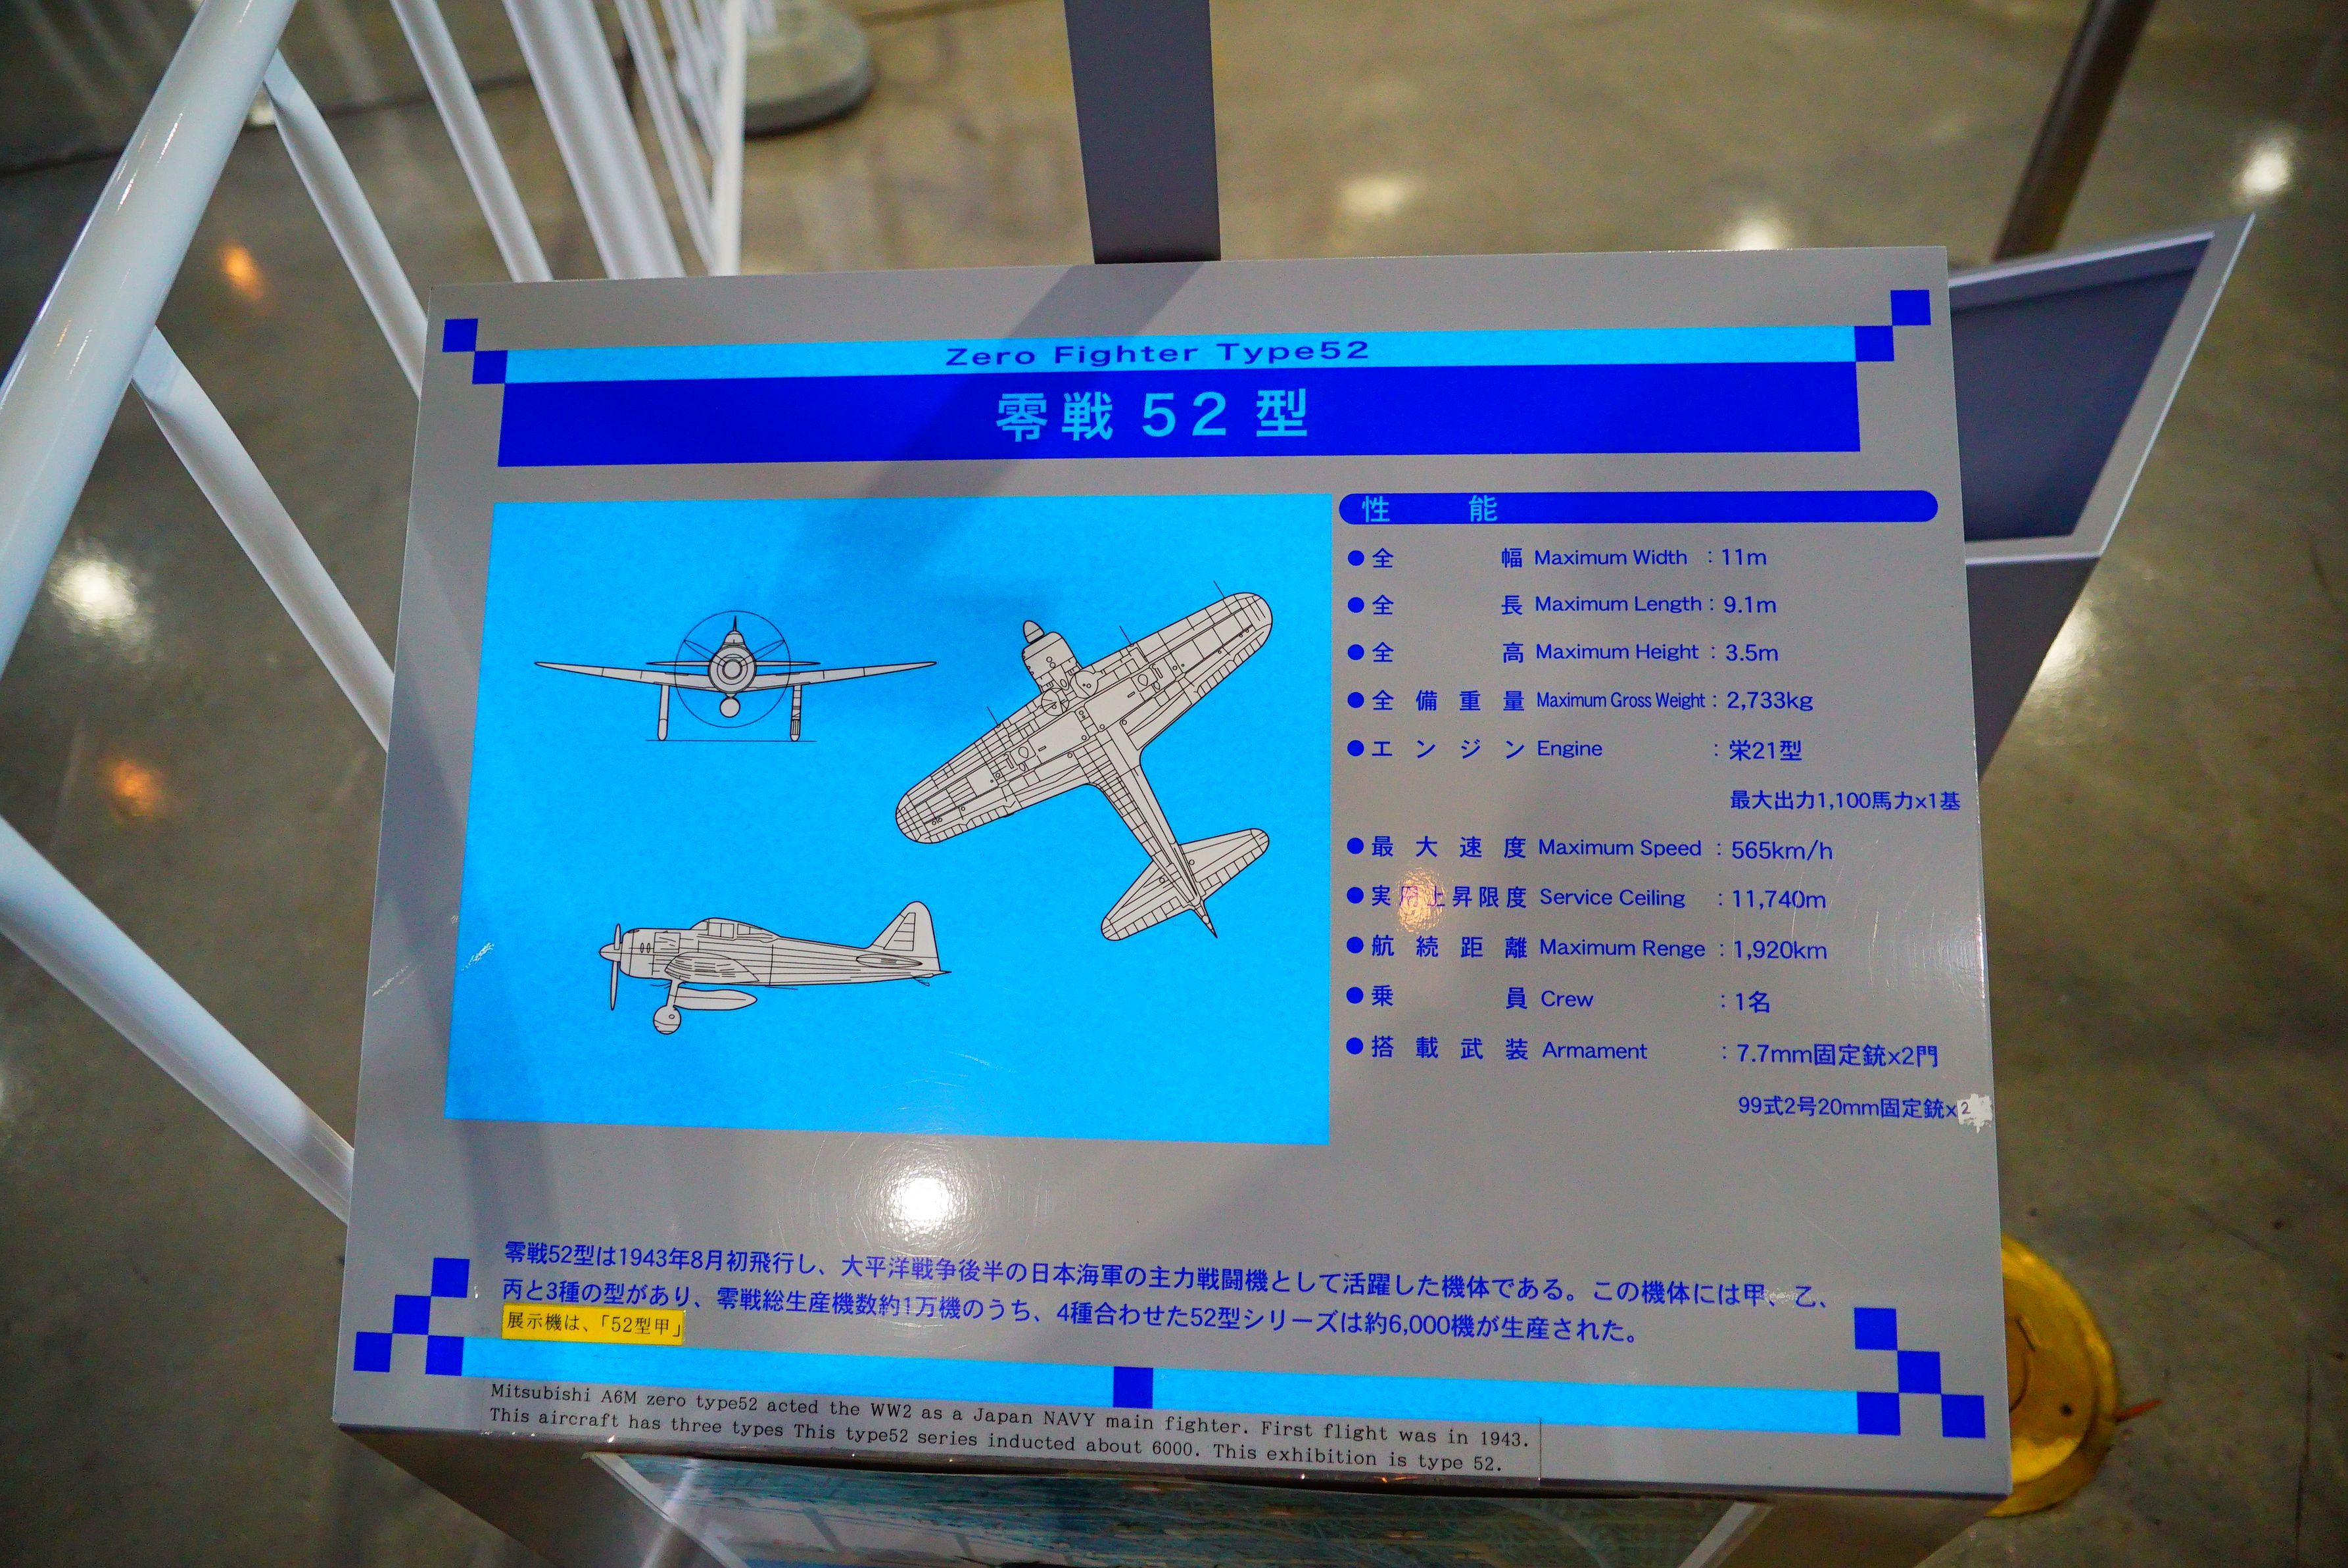 Zero Fighter Type52
零戦 52 型
性 能
●全 幅 Maximum Width : 11m
●全 長 Maximum Length : 9.1m
●全 高 Maximum Height : 3.5m
●全 備 重 量 Maximum Gross Weight : 2,733kg
●エ ン ジ ン Engine : 栄21型
最大出力1,100馬力x1基
●最 大 速 度 Maximum Speed : 565km/h
●実用上昇限度 Service Ceiling : 11,740m
●航 続 距 離 Maximum Renge : 1,920km
●乗 員 Crew : 1名
●搭 載 武 装 Armament : 7.7mm固定銃x2門
99式2号20mm固定銃x2
零戦52型は1943年8月初飛行し、大平洋戦争後半の日本海軍の主力戦闘機として活躍した機体である。この機体には甲、乙、
丙と3種の型があり、零戦総生産機数約1万機のうち、4種合わせた52型シリーズは約6,000機が生産された。
展示機は、「52型甲」
Mitsubishi A6M zero type52 acted the WW2 as a Japan NAVY main fighter. First flight was in 1943.
This aircraft has three types This type52 series inducted about 6000. This exhibition is type 52.